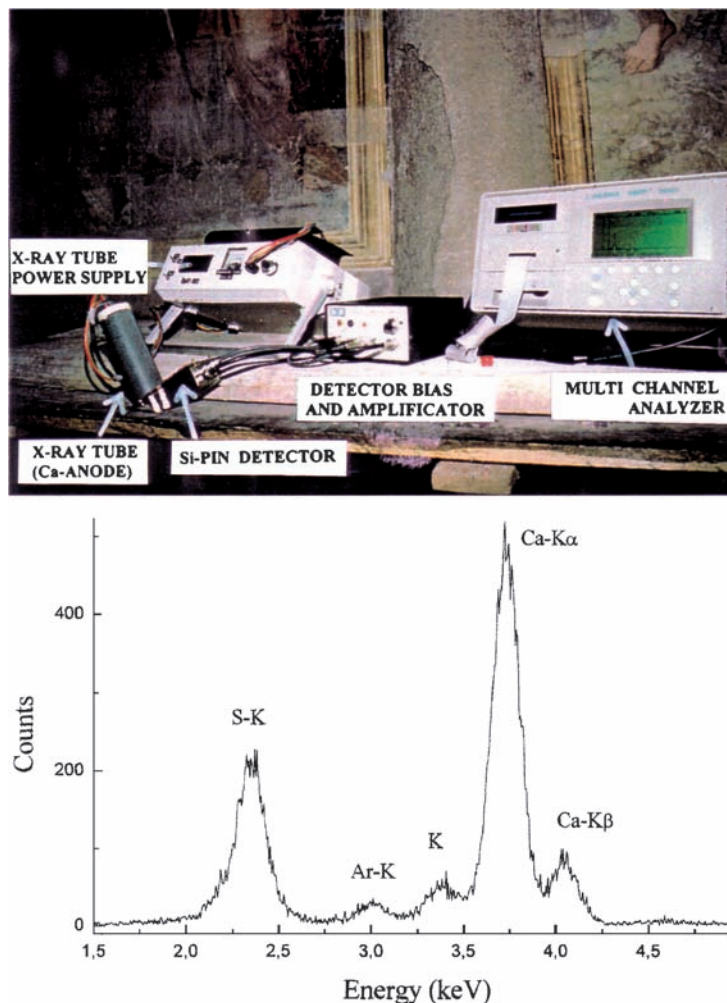 X-RAY TUBE
POWER SUPPLY
X-RAY TUBE
(Ca-ANODE)
Si-PIN DETECTOR
DETECTOR BIAS
AND AMPLIFICATOR
MULTI CHANNEL
ANALYZER
Ca-Kα
S-K
Ar-K
K
Ca-Kβ
Counts
400
200
0
1,5 2,0 2,5 3,0 3,5 4,0 4,5
Energy (keV)